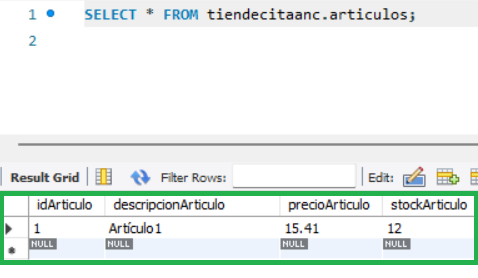 1 SELECT * FROM tiendecitaanc.articulos;
2
Result Grid Filter Rows: Edit:
idArticulo descripcionArticulo precioArticulo stockArticulo
1 Artículo1 15.41 12
NULL NULL NULL NULL